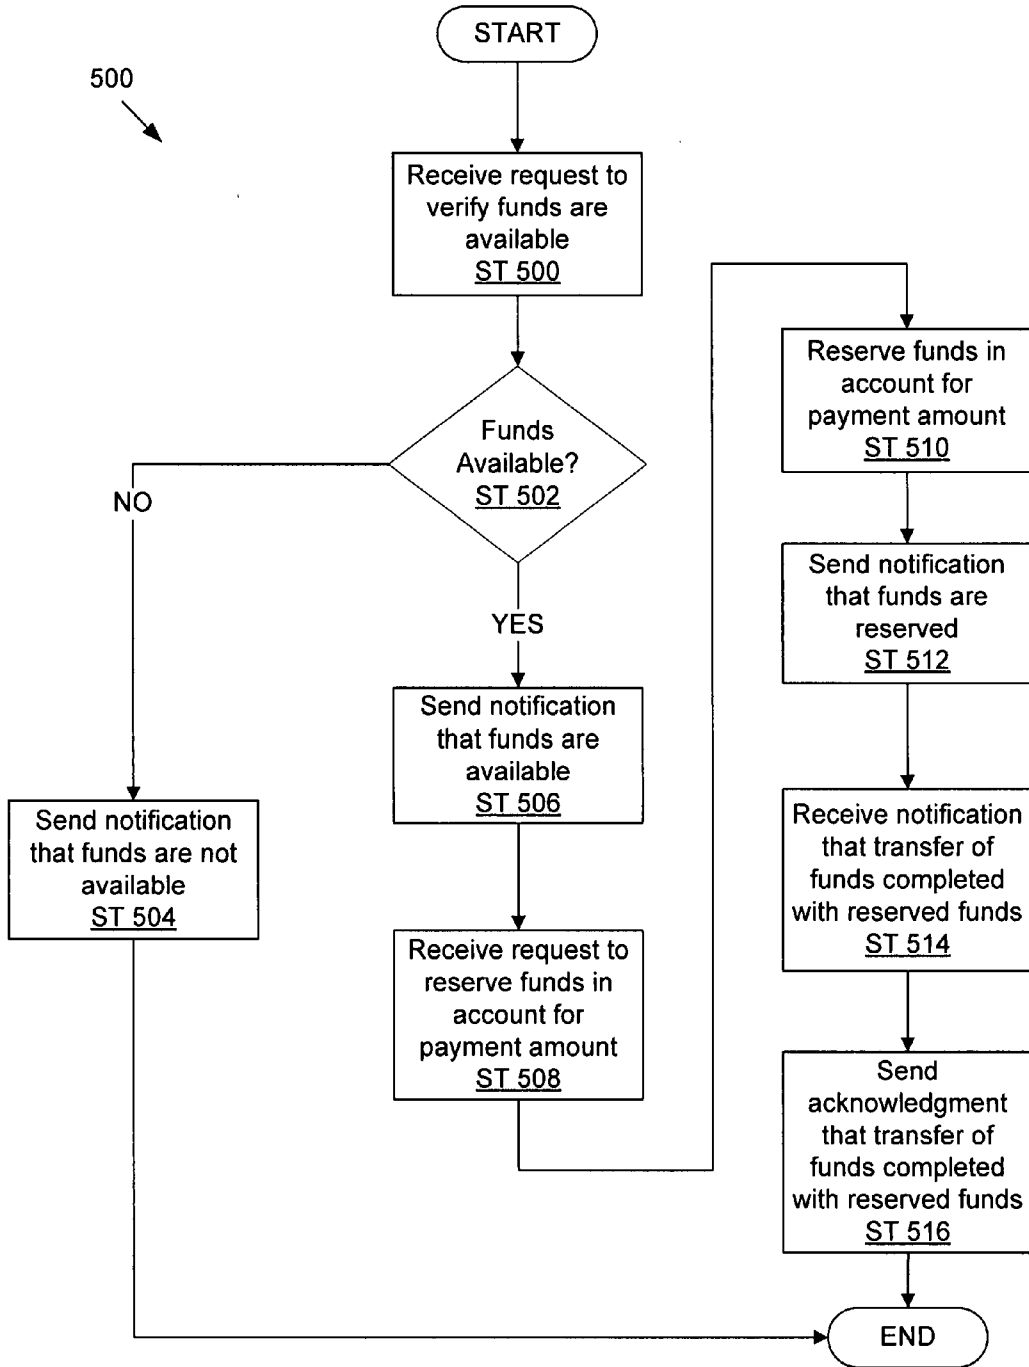 START
500
Receive request to
verify funds are
available
ST 500
Funds
Available?
ST 502
NO
YES
Send notification
that funds are not
available
ST 504
Send notification
that funds are
available
ST 506
Receive request to
reserve funds in
account for
payment amount
ST 508
Reserve funds in
account for
payment amount
ST 510
Send notification
that funds are
reserved
ST 512
Receive notification
that transfer of
funds completed
with reserved funds
ST 514
Send
acknowledgment
that transfer of
funds completed
with reserved funds
ST 516
END